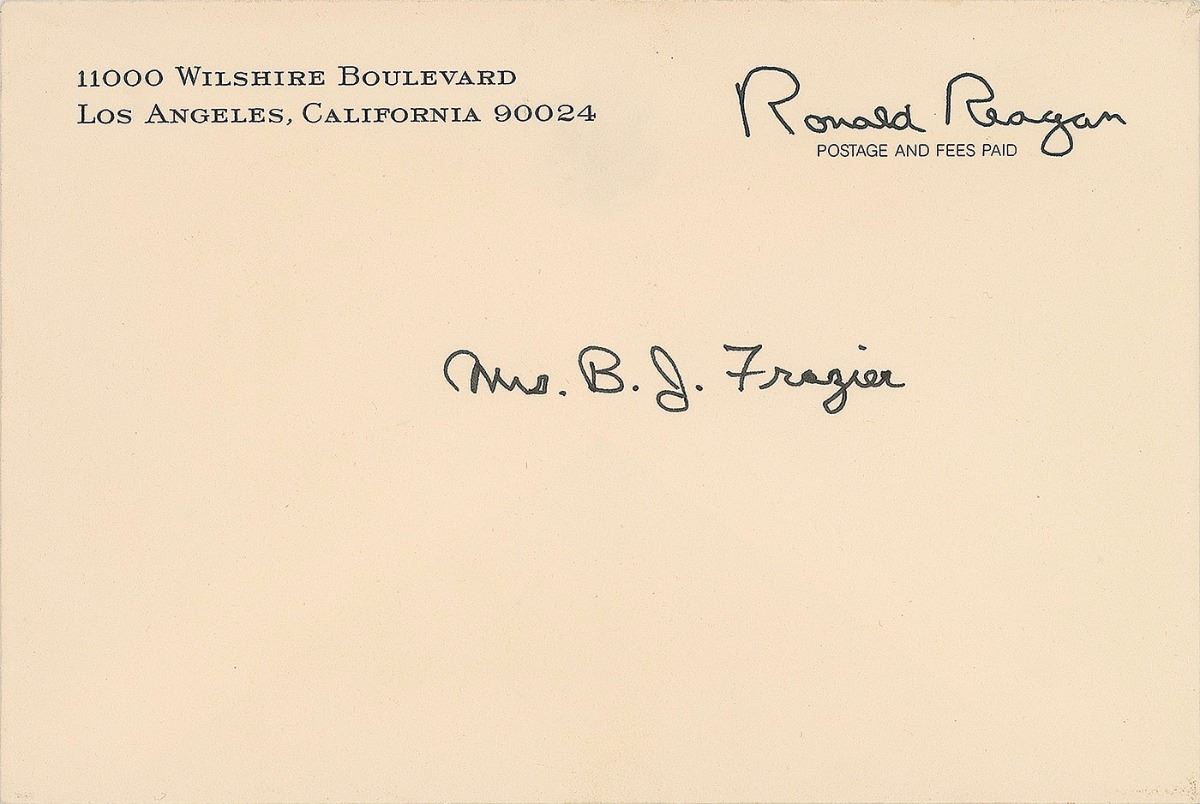 11000 Wilshire Boulevard
Los Angeles, California 90024
Ronald Reagan
POSTAGE AND FEES PAID
Mrs. B. J. Frazier